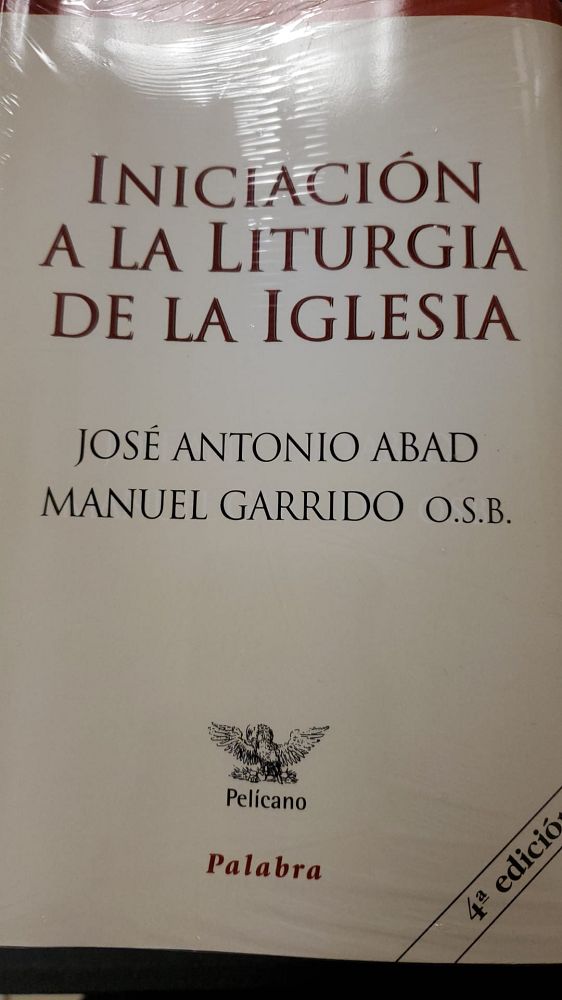 INICIACIÓN
A LA LITURGIA
DE LA IGLESIA
JOSÉ ANTONIO ABAD
MANUEL GARRIDO O.S.B.
Pelícano
Palabra
4ª edición